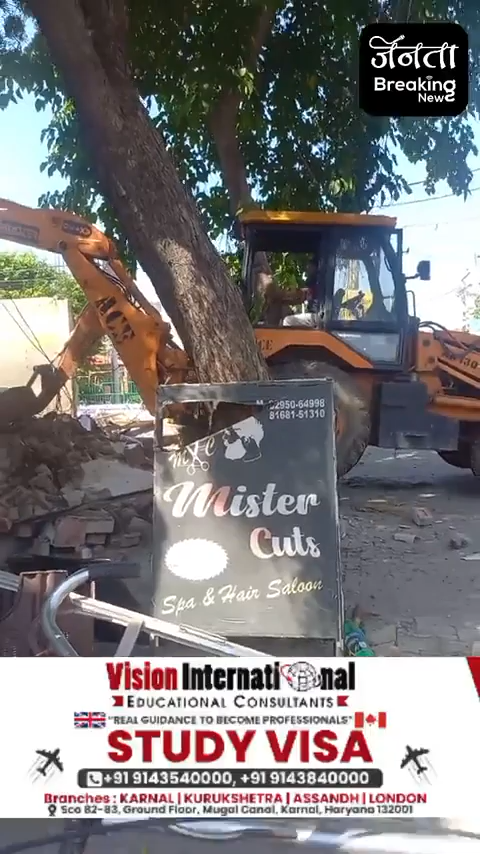 जनता
Breaking
News
ACE
M. 92950-64998
81681-51310
M C
Mister
Cuts
Spa & Hair Saloon
Vision International
EDUCATIONAL CONSULTANTS
"REAL GUIDANCE TO BECOME PROFESSIONALS"
STUDY VISA
+91 9143540000, +91 9143840000
Branches : KARNAL | KURUKSHETRA | ASSANDH | LONDON
Sco 82-83, Ground Floor, Mugal Canal, Karnal, Haryana 132001